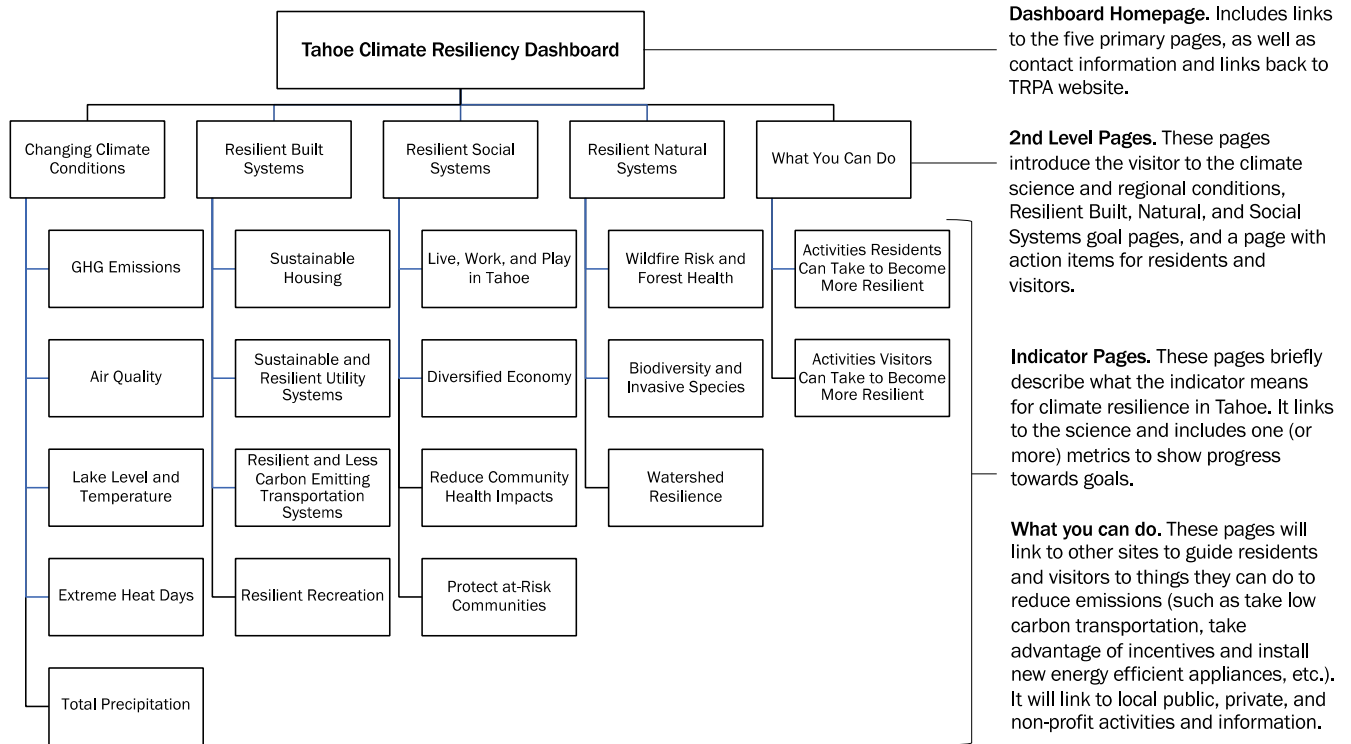 Tahoe Climate Resiliency Dashboard
Changing Climate
Conditions
Resilient Built
Systems
Resilient Social
Systems
Resilient Natural
Systems
What You Can Do
GHG Emissions
Air Quality
Lake Level and
Temperature
Extreme Heat Days
Total Precipitation
Sustainable
Housing
Sustainable and
Resilient Utility
Systems
Resilient and Less
Carbon Emitting
Transportation
Systems
Resilient Recreation
Live, Work, and Play
in Tahoe
Diversified Economy
Reduce Community
Health Impacts
Protect at-Risk
Communities
Wildfire Risk and
Forest Health
Biodiversity and
Invasive Species
Watershed
Resilience
Activities Residents
Can Take to Become
More Resilient
Activities Visitors
Can Take to Become
More Resilient
Dashboard Homepage. Includes links
to the five primary pages, as well as
contact information and links back to
TRPA website.
2nd Level Pages. These pages
introduce the visitor to the climate
science and regional conditions,
Resilient Built, Natural, and Social
Systems goal pages, and a page with
action items for residents and
visitors.
Indicator Pages. These pages briefly
describe what the indicator means
for climate resilience in Tahoe. It links
to the science and includes one (or
more) metrics to show progress
towards goals.
What you can do. These pages will
link to other sites to guide residents
and visitors to things they can do to
reduce emissions (such as take low
carbon transportation, take
advantage of incentives and install
new energy efficient appliances, etc.).
It will link to local public, private, and
non-profit activities and information.